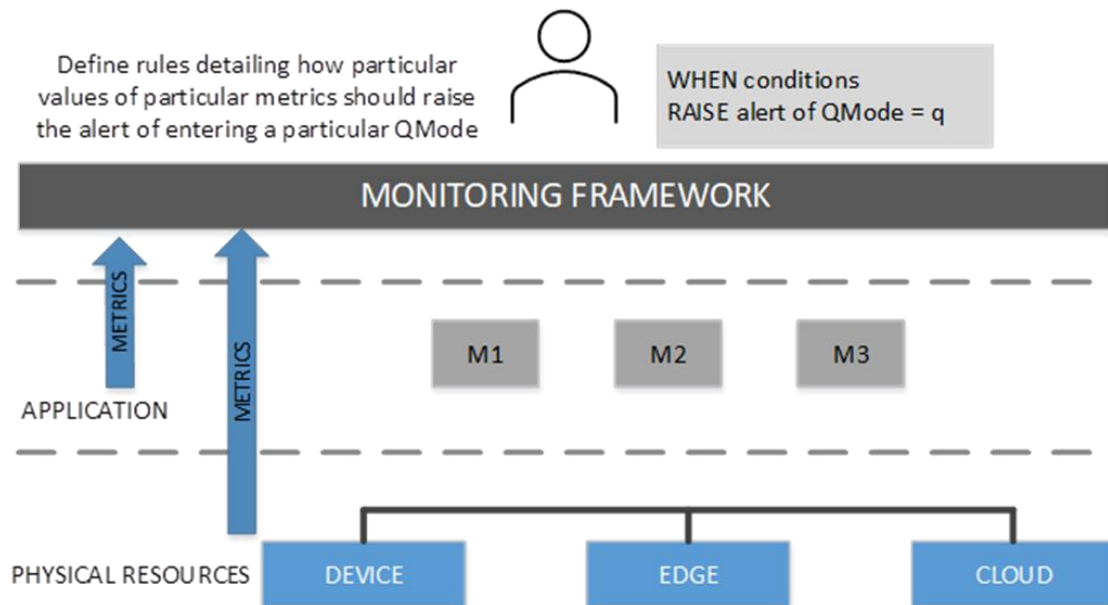 Define rules detailing how particular
values of particular metrics should raise
the alert of entering a particular QMode
WHEN conditions
RAISE alert of QMode = q
MONITORING FRAMEWORK
METRICS
METRICS
M1
M2
M3
APPLICATION
PHYSICAL RESOURCES
DEVICE
EDGE
CLOUD